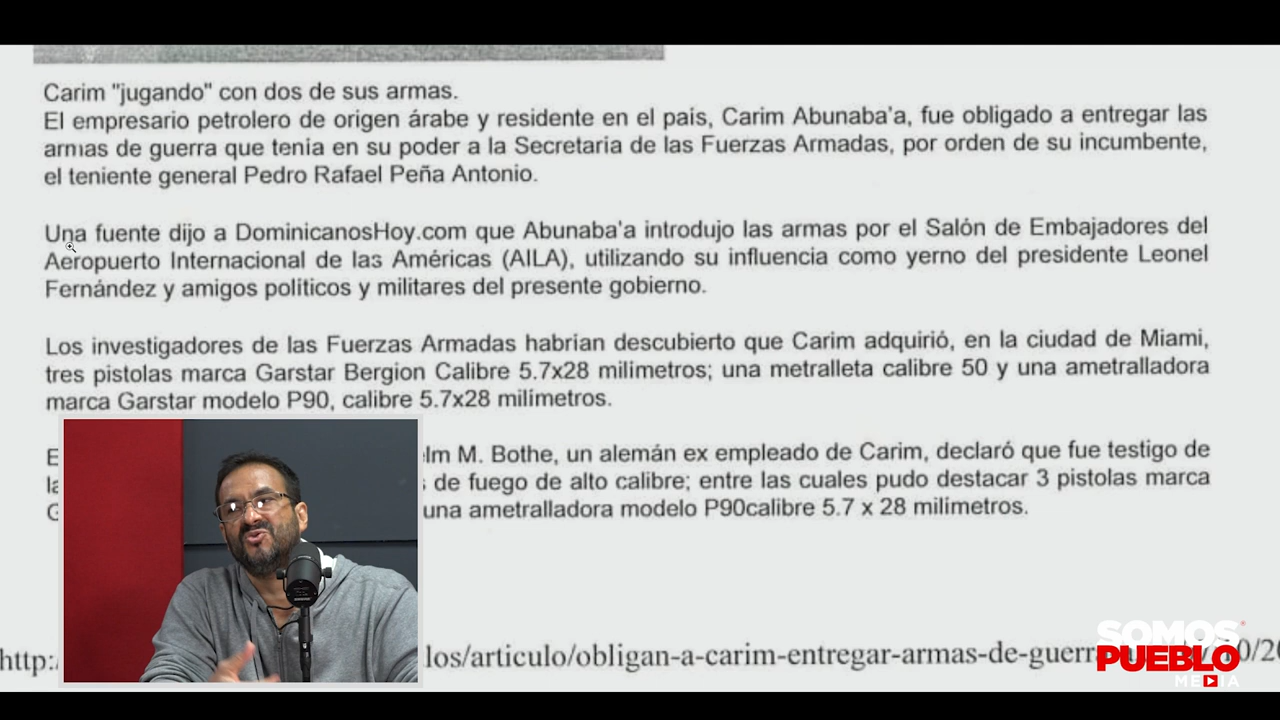 Carim "jugando" con dos de sus armas.
El empresario petrolero de origen árabe y residente en el país, Carim Abunaba'a, fue obligado a entregar las
armas de guerra que tenia en su poder a la Secretaria de las Fuerzas Armadas, por orden de su incumbente,
el teniente general Pedro Rafael Peña Antonio.
Una fuente dijo a DominicanosHoy.com que Abunaba'a introdujo las armas por el Salón de Embajadores del
Aeropuerto Internacional de las Américas (AILA), utilizando su influencia como yerno del presidente Leonel
Fernández y amigos políticos y militares del presente gobierno.
Los investigadores de las Fuerzas Armadas habrían descubierto que Carim adquirió, en la ciudad de Miami,
tres pistolas marca Garstar Bergion Calibre 5.7x28 milímetros; una metralleta calibre 50 y una ametralladora
marca Garstar modelo P90, calibre 5.7x28 milímetros.
lm M. Bothe, un alemán ex empleado de Carim, declaró que fue testigo de
de fuego de alto calibre; entre las cuales pudo destacar 3 pistolas marca
una ametralladora modelo P90calibre 5.7 x 28 milímetros.
http:/ los/articulo/obligan-a-carim-entregar-armas-de-guerr 10/20
SOMOS
PUEBLO
MEDIA